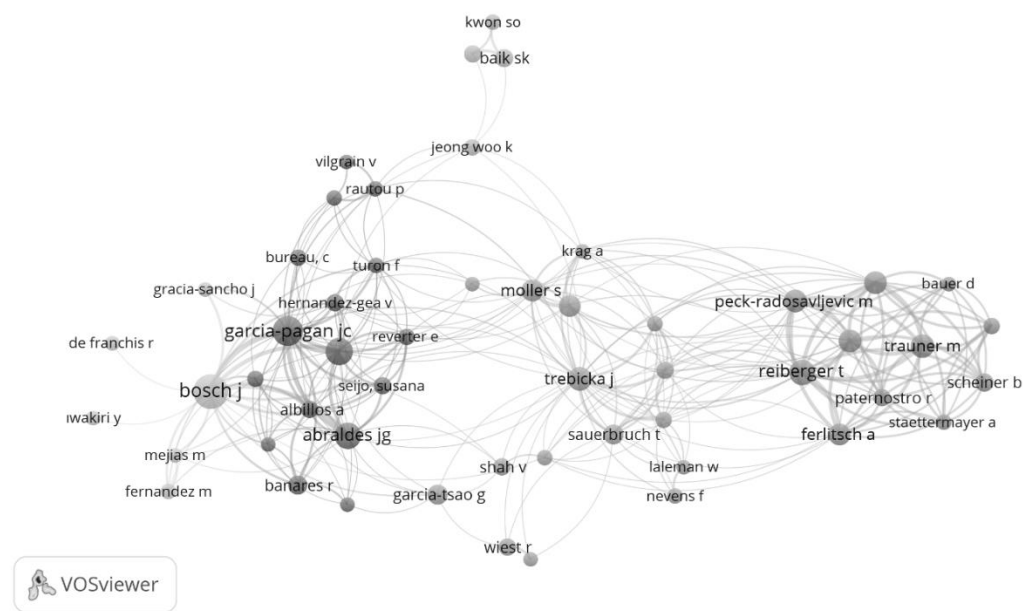 kwon so
baik sk
jeong woo k
vilgrain v
rautou p
krag a
bureau, c
turon f
gracia-sancho j
hernandez-gea v
moller s
peck-radosavljevic m
bauer d
garcia-pagan jc
reverter e
de franchis r
trauner m
bosch j
seijo, susana
trebicka j
reiberger t
scheiner b
paternostro r
albillos a
ıwakiri y
abraldes jg
sauerbruch t
ferlitsch a
staettermayer a
mejias m
shah v
laleman w
fernandez m
banares r
garcia-tsao g
nevens f
wiest r
VOSviewer